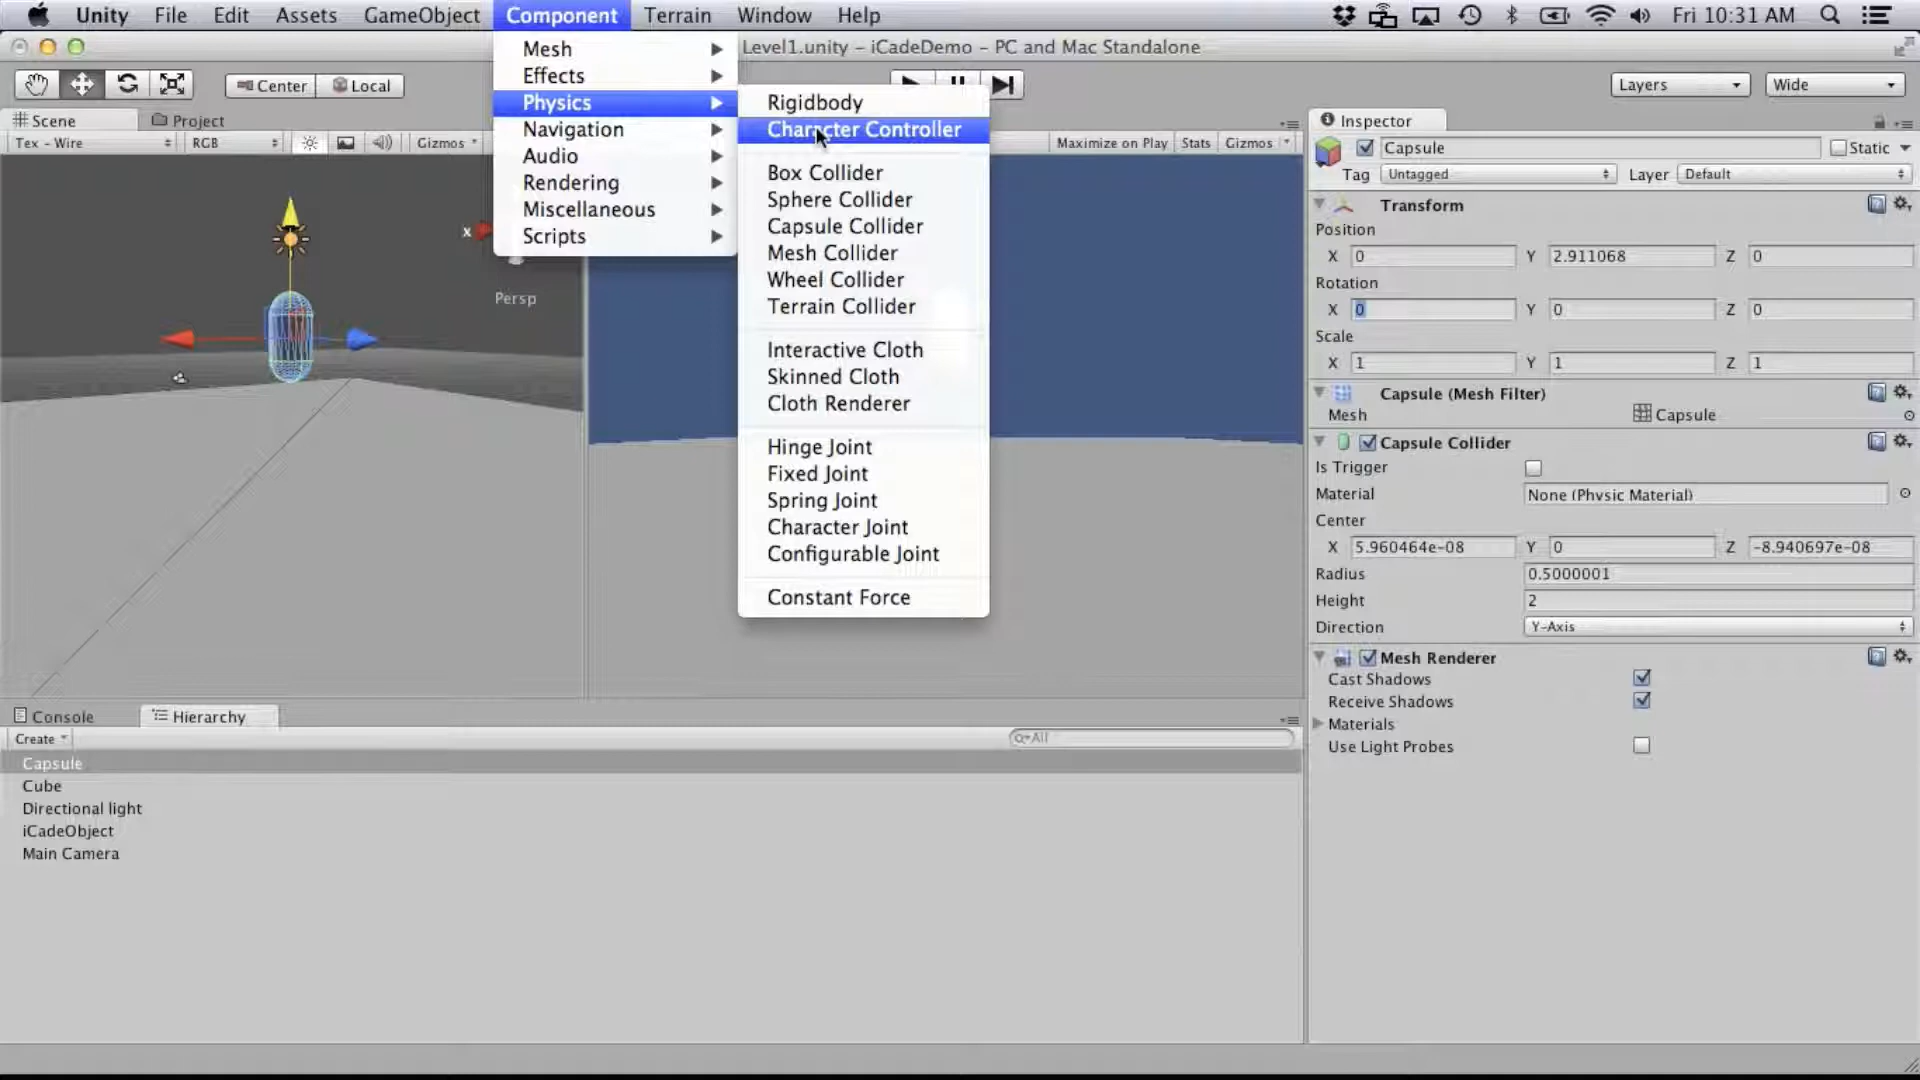 Unity File Edit Assets GameObject Component Terrain Window Help Fri 10:31 AM
Level1.unity – iCadeDemo – PC and Mac Standalone
Center Local Layers Wide
Scene Project
Tex - Wire RGB Gizmos
Mesh
Effects
Physics
Navigation
Audio
Rendering
Miscellaneous
Scripts
Rigidbody
Character Controller
Box Collider
Sphere Collider
Capsule Collider
Mesh Collider
Wheel Collider
Terrain Collider
Interactive Cloth
Skinned Cloth
Cloth Renderer
Hinge Joint
Fixed Joint
Spring Joint
Character Joint
Configurable Joint
Constant Force
Maximize on Play Stats Gizmos
x
Persp
Inspector
Capsule Static
Tag Untagged Layer Default
Transform
Position
X 0 Y 2.911068 Z 0
Rotation
X 0 Y 0 Z 0
Scale
X 1 Y 1 Z 1
Capsule (Mesh Filter)
Mesh Capsule
Capsule Collider
Is Trigger
Material None (Physic Material)
Center
X 5.960464e-08 Y 0 Z -8.940697e-08
Radius 0.5000001
Height 2
Direction Y-Axis
Mesh Renderer
Cast Shadows
Receive Shadows
Materials
Use Light Probes
Console Hierarchy
Create All
Capsule
Cube
Directional light
iCadeObject
Main Camera